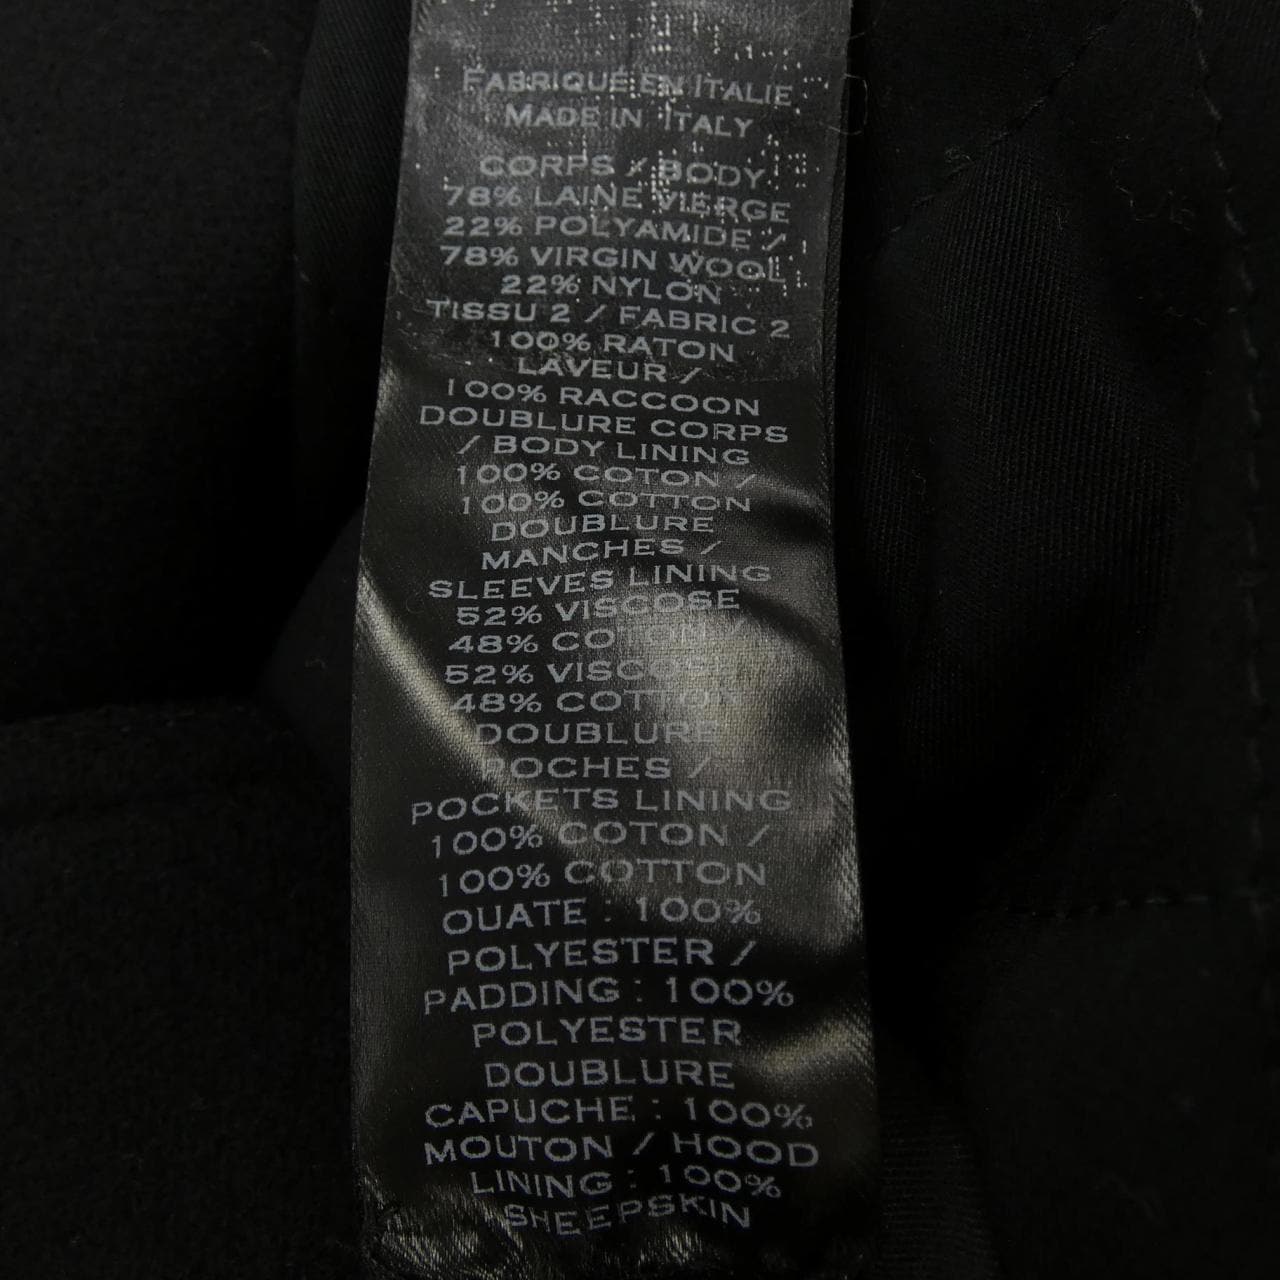 FABRIQUÉ EN ITALIE
MADE IN ITALY
CORPS / BODY
78% LAINE VIERGE
22% POLYAMIDE /
78% VIRGIN WOOL
22% NYLON
TISSU 2 / FABRIC 2
100% RATON
LAVEUR /
100% RACCOON
DOUBLURE CORPS
/ BODY LINING
100% COTON /
100% COTTON
DOUBLURE
MANCHES /
SLEEVES LINING
52% VISCOSE
48% COTON /
52% VISCOSE
48% COTTON
DOUBLURE
POCHES /
POCKETS LINING
100% COTON /
100% COTTON
OUATE : 100%
POLYESTER /
PADDING : 100%
POLYESTER
DOUBLURE
CAPUCHE : 100%
MOUTON / HOOD
LINING : 100%
SHEEPSKIN